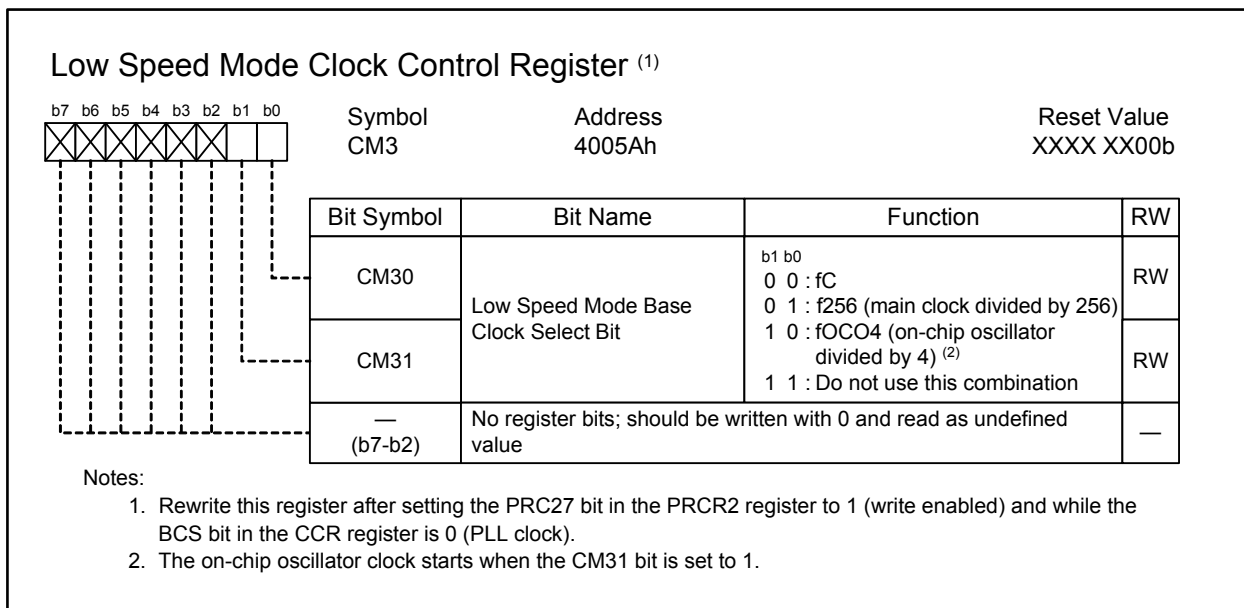 Low Speed Mode Clock Control Register (1)
b7 b6 b5 b4 b3 b2 b1 b0
Symbol Address Reset Value
CM3 4005Ah XXXX XX00b
Bit Symbol Bit Name Function RW
CM30 Low Speed Mode Base Clock Select Bit b1 b0 RW
0 0 : fC
0 1 : f256 (main clock divided by 256)
1 0 : fOCO4 (on-chip oscillator
divided by 4) (2)
CM31 RW
1 1 : Do not use this combination
— (b7-b2) No register bits; should be written with 0 and read as undefined —
value
Notes:
1. Rewrite this register after setting the PRC27 bit in the PRCR2 register to 1 (write enabled) and while the
BCS bit in the CCR register is 0 (PLL clock).
2. The on-chip oscillator clock starts when the CM31 bit is set to 1.